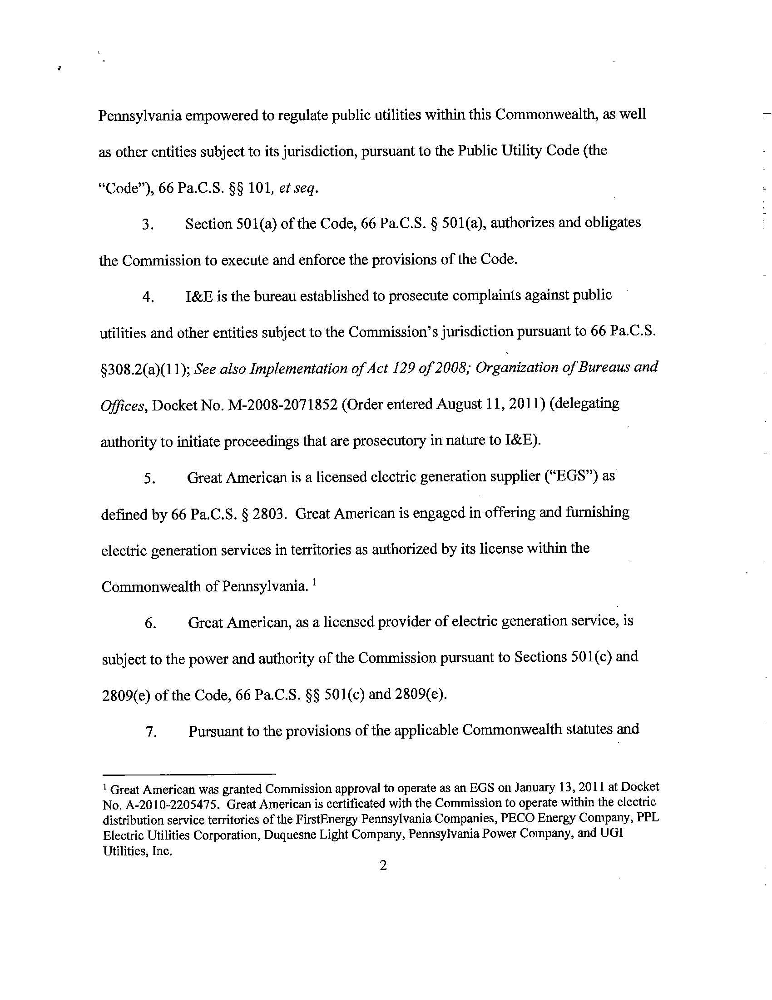 Pennsylvania empowered to regulate public utilities within this Commonwealth, as well
as other entities subject to its jurisdiction, pursuant to the Public Utility Code (the
“Code”), 66 Pa.C.S. §§ 101, et seq.
3. Section 501(a) of the Code, 66 Pa.C.S. § 501(a), authorizes and obligates
the Commission to execute and enforce the provisions of the Code.
4. I&E is the bureau established to prosecute complaints against public
utilities and other entities subject to the Commission’s jurisdiction pursuant to 66 Pa.C.S.
§308.2(a)(11); See also Implementation of Act 129 of 2008; Organization of Bureaus and
Offices, Docket No. M-2008-2071852 (Order entered August 11, 2011) (delegating
authority to initiate proceedings that are prosecutory in nature to I&E).
5. Great American is a licensed electric generation supplier (“EGS”) as
defined by 66 Pa.C.S. § 2803. Great American is engaged in offering and furnishing
electric generation services in territories as authorized by its license within the
Commonwealth of Pennsylvania. 1
6. Great American, as a licensed provider of electric generation service, is
subject to the power and authority of the Commission pursuant to Sections 501(c) and
2809(e) of the Code, 66 Pa.C.S. §§ 501(c) and 2809(e).
7. Pursuant to the provisions of the applicable Commonwealth statutes and
1 Great American was granted Commission approval to operate as an EGS on January 13, 2011 at Docket
No. A-2010-2205475. Great American is certificated with the Commission to operate within the electric
distribution service territories of the FirstEnergy Pennsylvania Companies, PECO Energy Company, PPL
Electric Utilities Corporation, Duquesne Light Company, Pennsylvania Power Company, and UGI
Utilities, Inc.
2